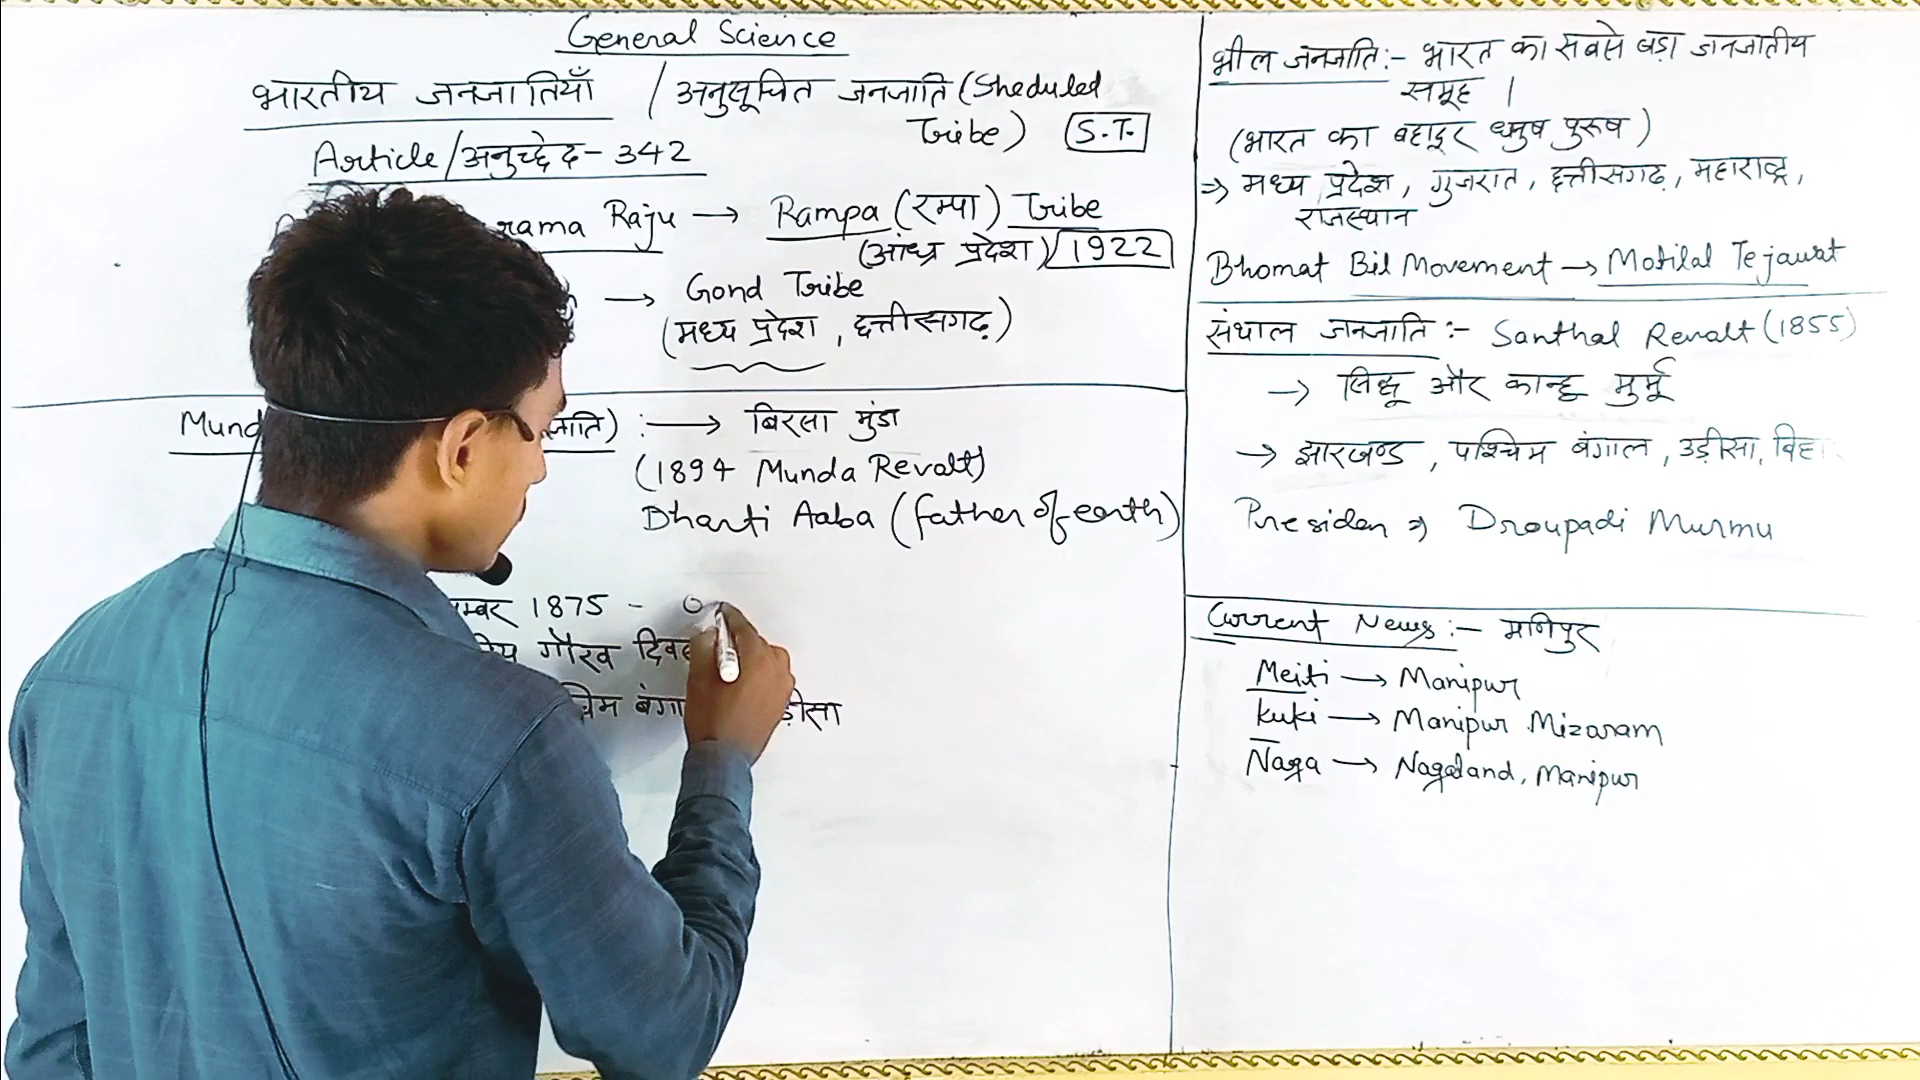 General Science
भारतीय जनजातियाँ / अनुसूचित जनजाति (Sheduled
Tribe) S.T.
Article/अनुच्छेद - 342
rama Raju → Rampa (रम्पा) Tribe
(आंध्र प्रदेश) 1922
→ Gond Tribe
(मध्य प्रदेश, छत्तीसगढ़)
Mund जाति) :→ बिरसा मुंडा
(1894 Munda Revalt)
Dharti Aaba (father of earth)
म्बर 1875 -
गौरव दिव
बंगा
भील जनजाति :- भारत का सबसे बड़ा जनजातीय
समूह ।
(भारत का बहादूर धनुष पुरूष)
⇒ मध्य प्रदेश, गुजरात, छत्तीसगढ़, महाराष्ट्र,
राजस्थान
Bhomat Bil Movement → Motilal Tejawat
संथाल जनजाति :- Santhal Revalt (1855)
→ सिद्धू और कान्हू मुर्मू
→ झारखण्ड, पश्चिम बंगाल, उड़ीसा, बिहा
Presiden ⇒ Droupadi Murmu
Current News :- मणिपुर
Meiti → Manipur
kuki → Manipur Mizaram
Naga → Nagaland, Manipur